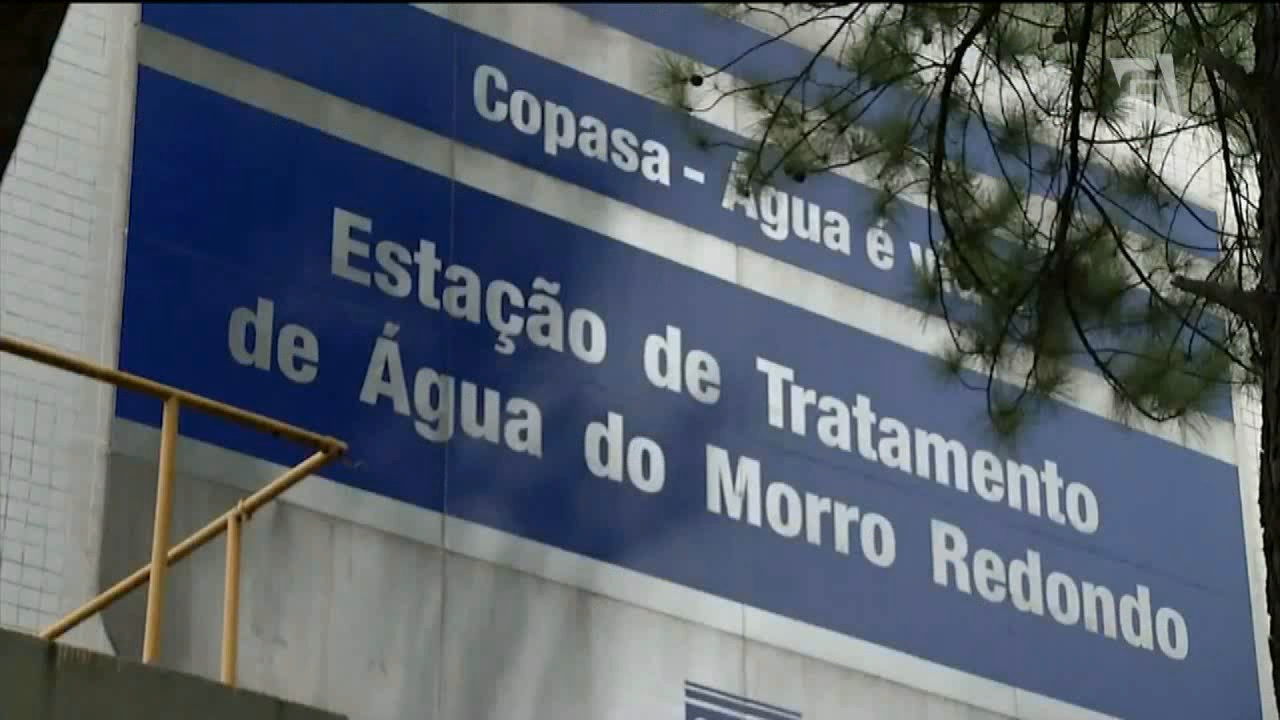 Copasa - Água é
Estação de Tratamento
de Água do Morro Redondo